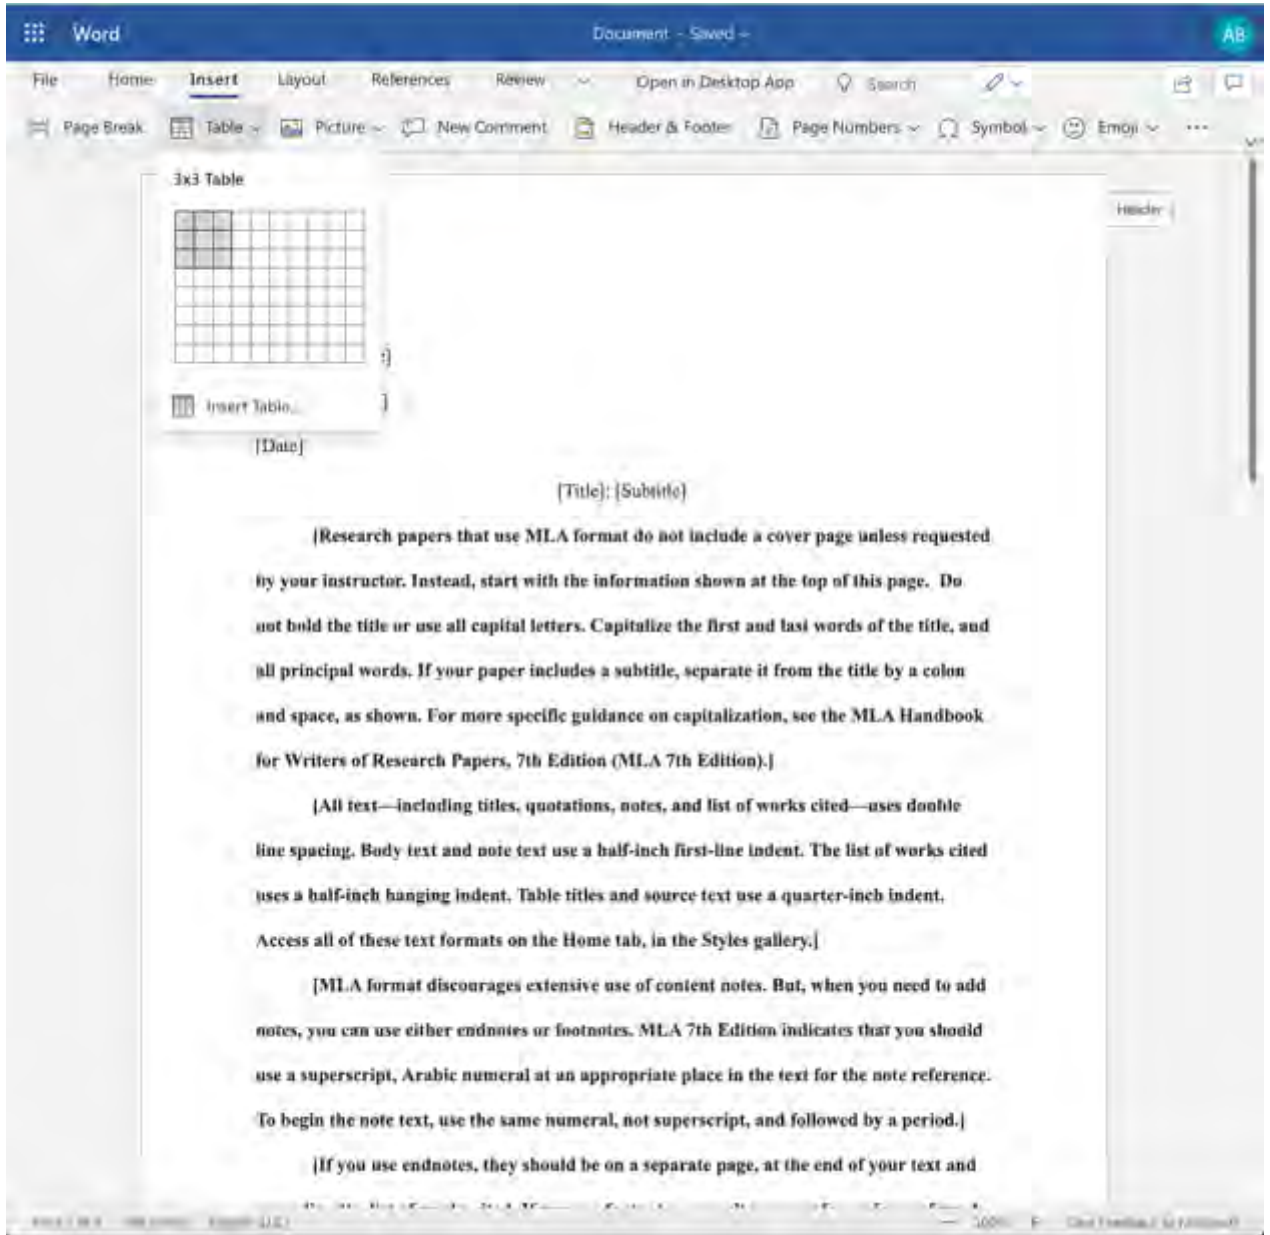 Word
Document - Saved
AB
File Home Insert Layout References Review Open in Desktop App Search
Page Break Table Picture New Comment Header & Footer Page Numbers Symbol Emoji ...
3x3 Table
Header
Insert Table...
[Date]
[Title]: [Subtitle]
[Research papers that use MLA format do not include a cover page unless requested
by your instructor. Instead, start with the information shown at the top of this page. Do
not bold the title or use all capital letters. Capitalize the first and last words of the title, and
all principal words. If your paper includes a subtitle, separate it from the title by a colon
and space, as shown. For more specific guidance on capitalization, see the MLA Handbook
for Writers of Research Papers, 7th Edition (MLA 7th Edition).]
[All text—including titles, quotations, notes, and list of works cited—uses double
line spacing. Body text and note text use a half-inch first-line indent. The list of works cited
uses a half-inch hanging indent. Table titles and source text use a quarter-inch indent.
Access all of these text formats on the Home tab, in the Styles gallery.]
[MLA format discourages extensive use of content notes. But, when you need to add
notes, you can use either endnotes or footnotes. MLA 7th Edition indicates that you should
use a superscript, Arabic numeral at an appropriate place in the text for the note reference.
To begin the note text, use the same numeral, not superscript, and followed by a period.]
[If you use endnotes, they should be on a separate page, at the end of your text and
100%